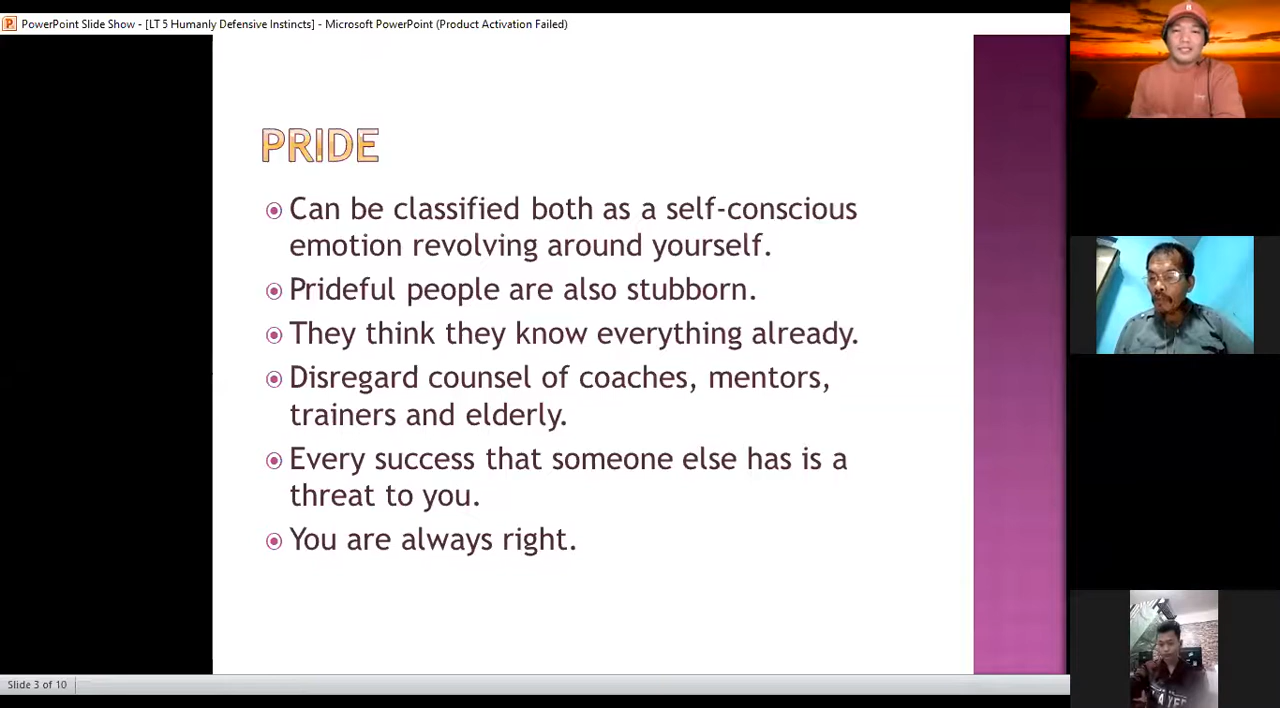 PowerPoint Slide Show - [LT 5 Humanly Defensive Instincts] - Microsoft PowerPoint (Product Activation Failed)
PRIDE
Can be classified both as a self-conscious
emotion revolving around yourself.
Prideful people are also stubborn.
They think they know everything already.
Disregard counsel of coaches, mentors,
trainers and elderly.
Every success that someone else has is a
threat to you.
You are always right.
Slide 3 of 10